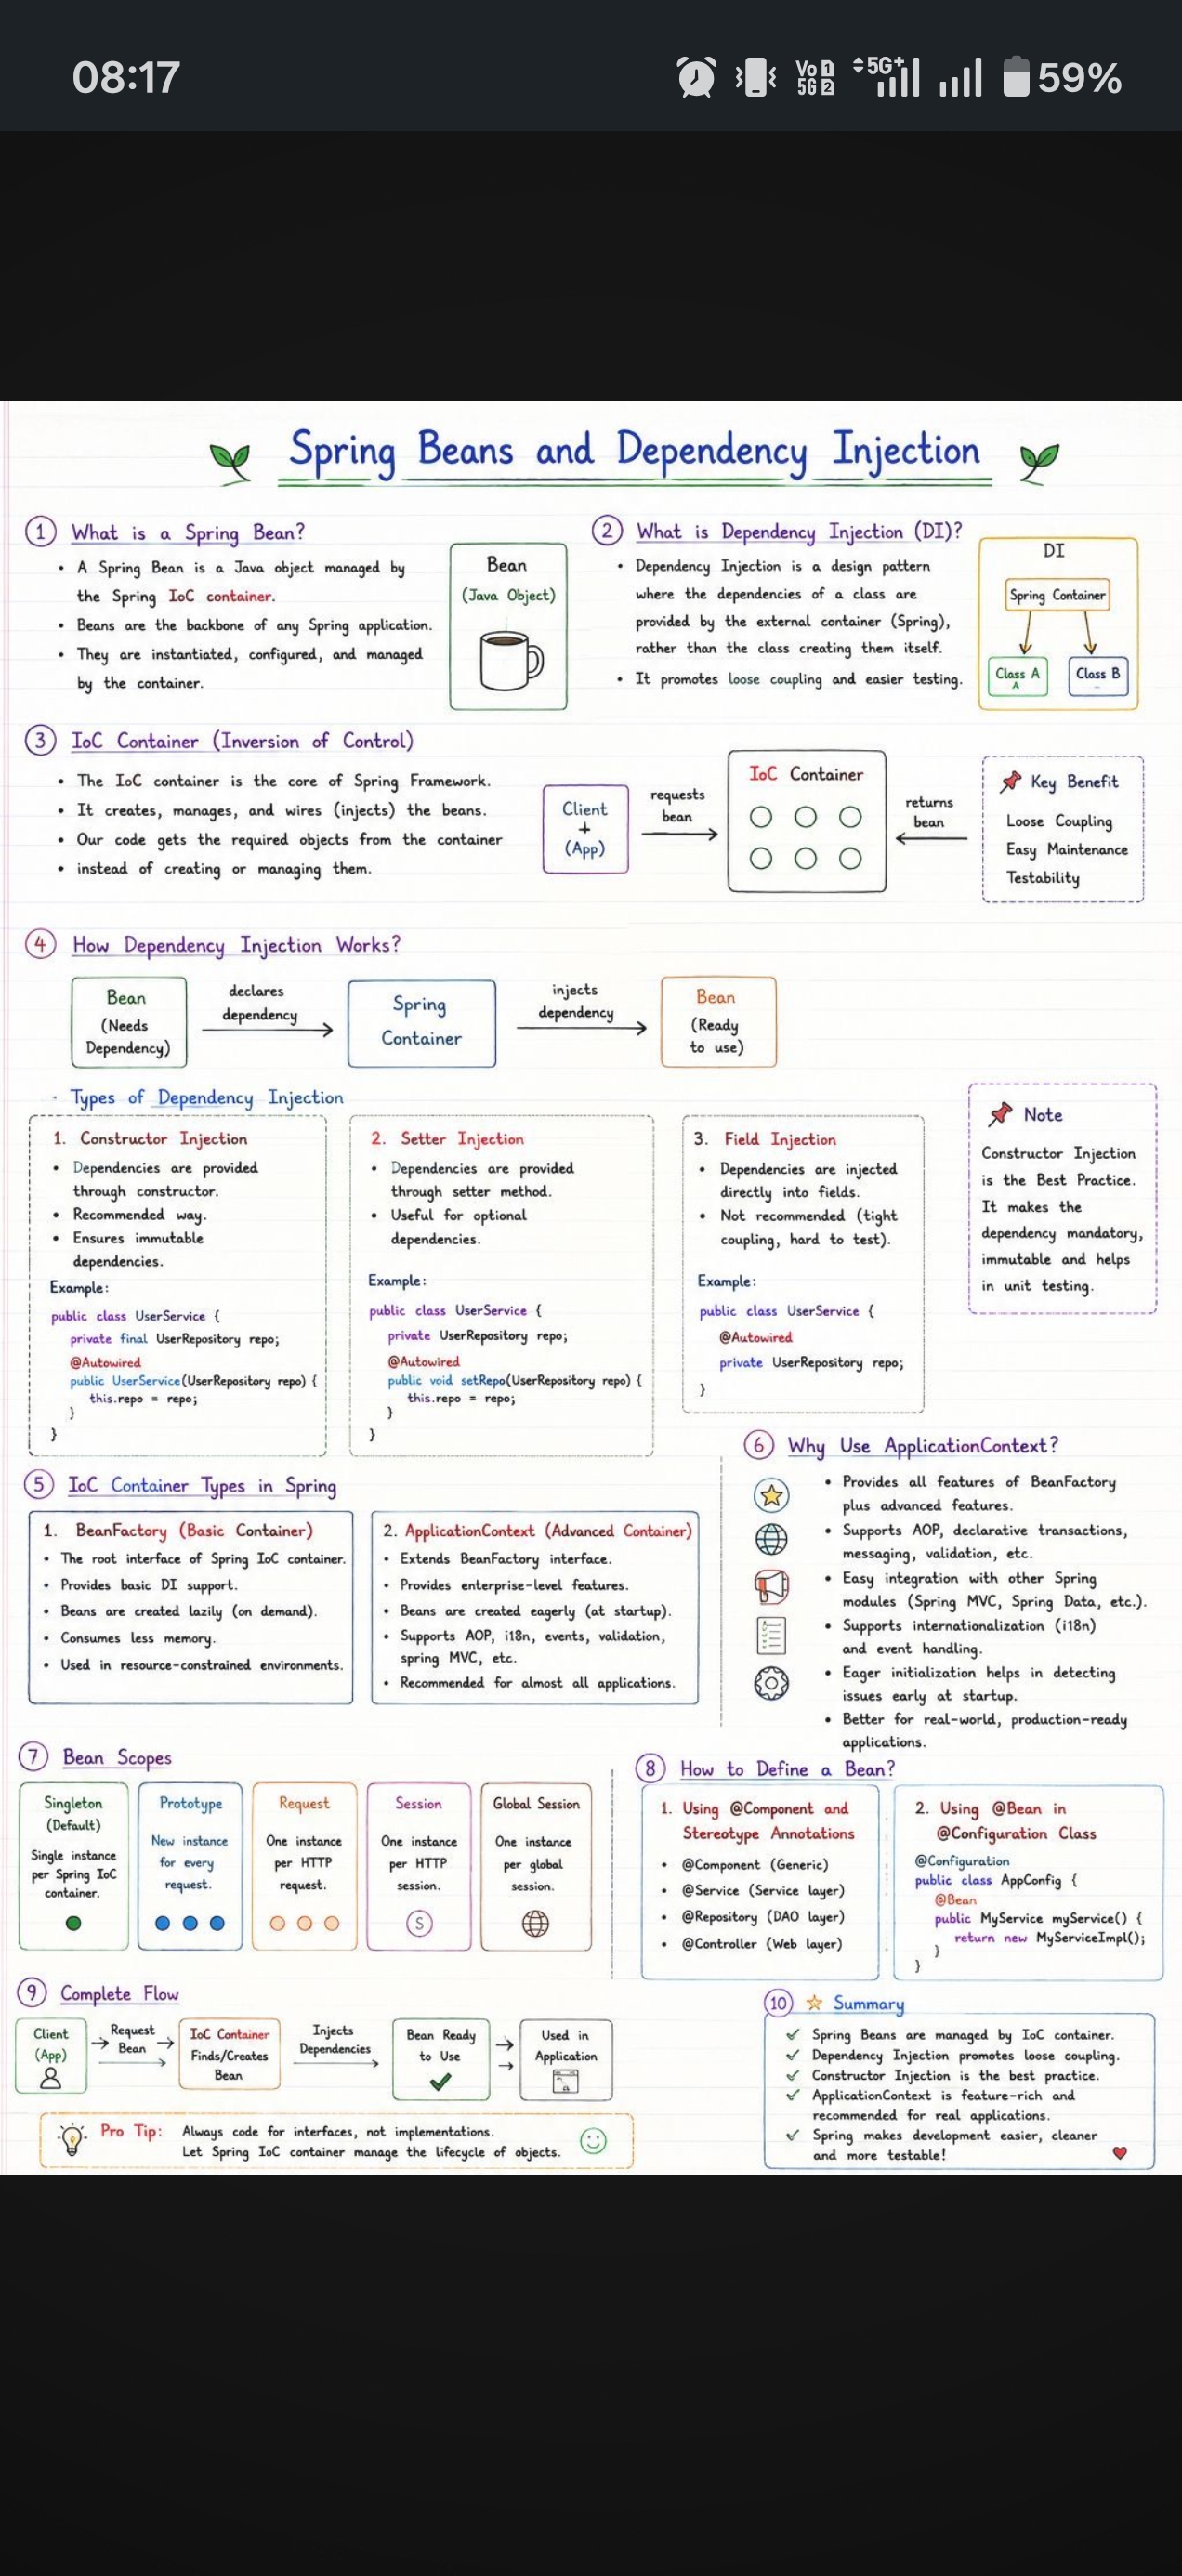 08:17
Vo 1
5G 2
5G+
59%
Spring Beans and Dependency Injection
1 What is a Spring Bean?
• A Spring Bean is a Java object managed by
the Spring IoC container.
• Beans are the backbone of any Spring application.
• They are instantiated, configured, and managed
by the container.
Bean
(Java Object)
2 What is Dependency Injection (DI)?
• Dependency Injection is a design pattern
where the dependencies of a class are
provided by the external container (Spring),
rather than the class creating them itself.
• It promotes loose coupling and easier testing.
DI
Spring Container
Class A
A
Class B
3 IoC Container (Inversion of Control)
• The IoC container is the core of Spring Framework.
• It creates, manages, and wires (injects) the beans.
• Our code gets the required objects from the container
• instead of creating or managing them.
Client
+
(App)
requests
bean
IoC Container
returns
bean
Key Benefit
Loose Coupling
Easy Maintenance
Testability
4 How Dependency Injection Works?
Bean
(Needs
Dependency)
declares
dependency
Spring
Container
injects
dependency
Bean
(Ready
to use)
· Types of Dependency Injection
1. Constructor Injection
• Dependencies are provided
through constructor.
• Recommended way.
• Ensures immutable
dependencies.
Example:
public class UserService {
private final UserRepository repo;
@Autowired
public UserService(UserRepository repo) {
this.repo = repo;
}
}
2. Setter Injection
• Dependencies are provided
through setter method.
• Useful for optional
dependencies.
Example:
public class UserService {
private UserRepository repo;
@Autowired
public void setRepo(UserRepository repo) {
this.repo = repo;
}
}
3. Field Injection
• Dependencies are injected
directly into fields.
• Not recommended (tight
coupling, hard to test).
Example:
public class UserService {
@Autowired
private UserRepository repo;
}
Note
Constructor Injection
is the Best Practice.
It makes the
dependency mandatory,
immutable and helps
in unit testing.
5 IoC Container Types in Spring
1. BeanFactory (Basic Container)
• The root interface of Spring IoC container.
• Provides basic DI support.
• Beans are created lazily (on demand).
• Consumes less memory.
• Used in resource-constrained environments.
2. ApplicationContext (Advanced Container)
• Extends BeanFactory interface.
• Provides enterprise-level features.
• Beans are created eagerly (at startup).
• Supports AOP, i18n, events, validation,
spring MVC, etc.
• Recommended for almost all applications.
6 Why Use ApplicationContext?
• Provides all features of BeanFactory
plus advanced features.
• Supports AOP, declarative transactions,
messaging, validation, etc.
• Easy integration with other Spring
modules (Spring MVC, Spring Data, etc.).
• Supports internationalization (i18n)
and event handling.
• Eager initialization helps in detecting
issues early at startup.
• Better for real-world, production-ready
applications.
7 Bean Scopes
Singleton
(Default)
Single instance
per Spring IoC
container.
Prototype
New instance
for every
request.
Request
One instance
per HTTP
request.
Session
One instance
per HTTP
session.
S
Global Session
One instance
per global
session.
8 How to Define a Bean?
1. Using @Component and
Stereotype Annotations
• @Component (Generic)
• @Service (Service layer)
• @Repository (DAO layer)
• @Controller (Web layer)
2. Using @Bean in
@Configuration Class
@Configuration
public class AppConfig {
@Bean
public MyService myService() {
return new MyServiceImpl();
}
}
9 Complete Flow
Client
(App)
Request
Bean
IoC Container
Finds/Creates
Bean
Injects
Dependencies
Bean Ready
to Use
Used in
Application
Pro Tip: Always code for interfaces, not implementations.
Let Spring IoC container manage the lifecycle of objects.
10 Summary
✓ Spring Beans are managed by IoC container.
✓ Dependency Injection promotes loose coupling.
✓ Constructor Injection is the best practice.
✓ ApplicationContext is feature-rich and
recommended for real applications.
✓ Spring makes development easier, cleaner
and more testable!